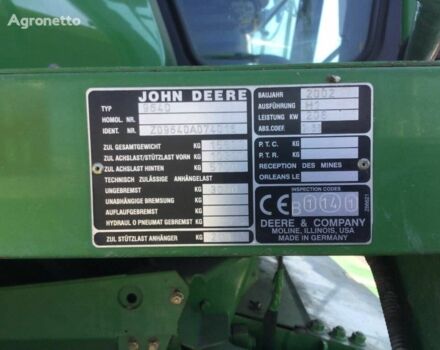 Agronetto
JOHN DEERE
TYP 9540
HOMOL. NR.
IDENT. NR.
ZUL GESAMTGEWICHT KG
ZUL ACHSLAST/STÜTZLAST VORN KG
ZUL ACHSLAST HINTEN KG
TECHNISCH ZULÄSSIGE ANHÄNGELAST
UNGEBREMST KG
UNABHÄNGIGE BREMSUNG KG
AUFLAUFGEBREMST KG
HYDRAUL O PNEUMAT GEBREMST KG
ZUL STÜTZLAST ANHÄNGER KG
BAUJAHR 2002
AUSFÜHRUNG
LEISTUNG KW
ABS.COEF.
P.T.C. KG
P.T.R. KG
RECEPTION DES MINES
ORLEANS LE
INSPECTION CODES
CE
DEERE & COMPANY
MOLINE, ILLINOIS, USA
MADE IN GERMANY
Agronetto